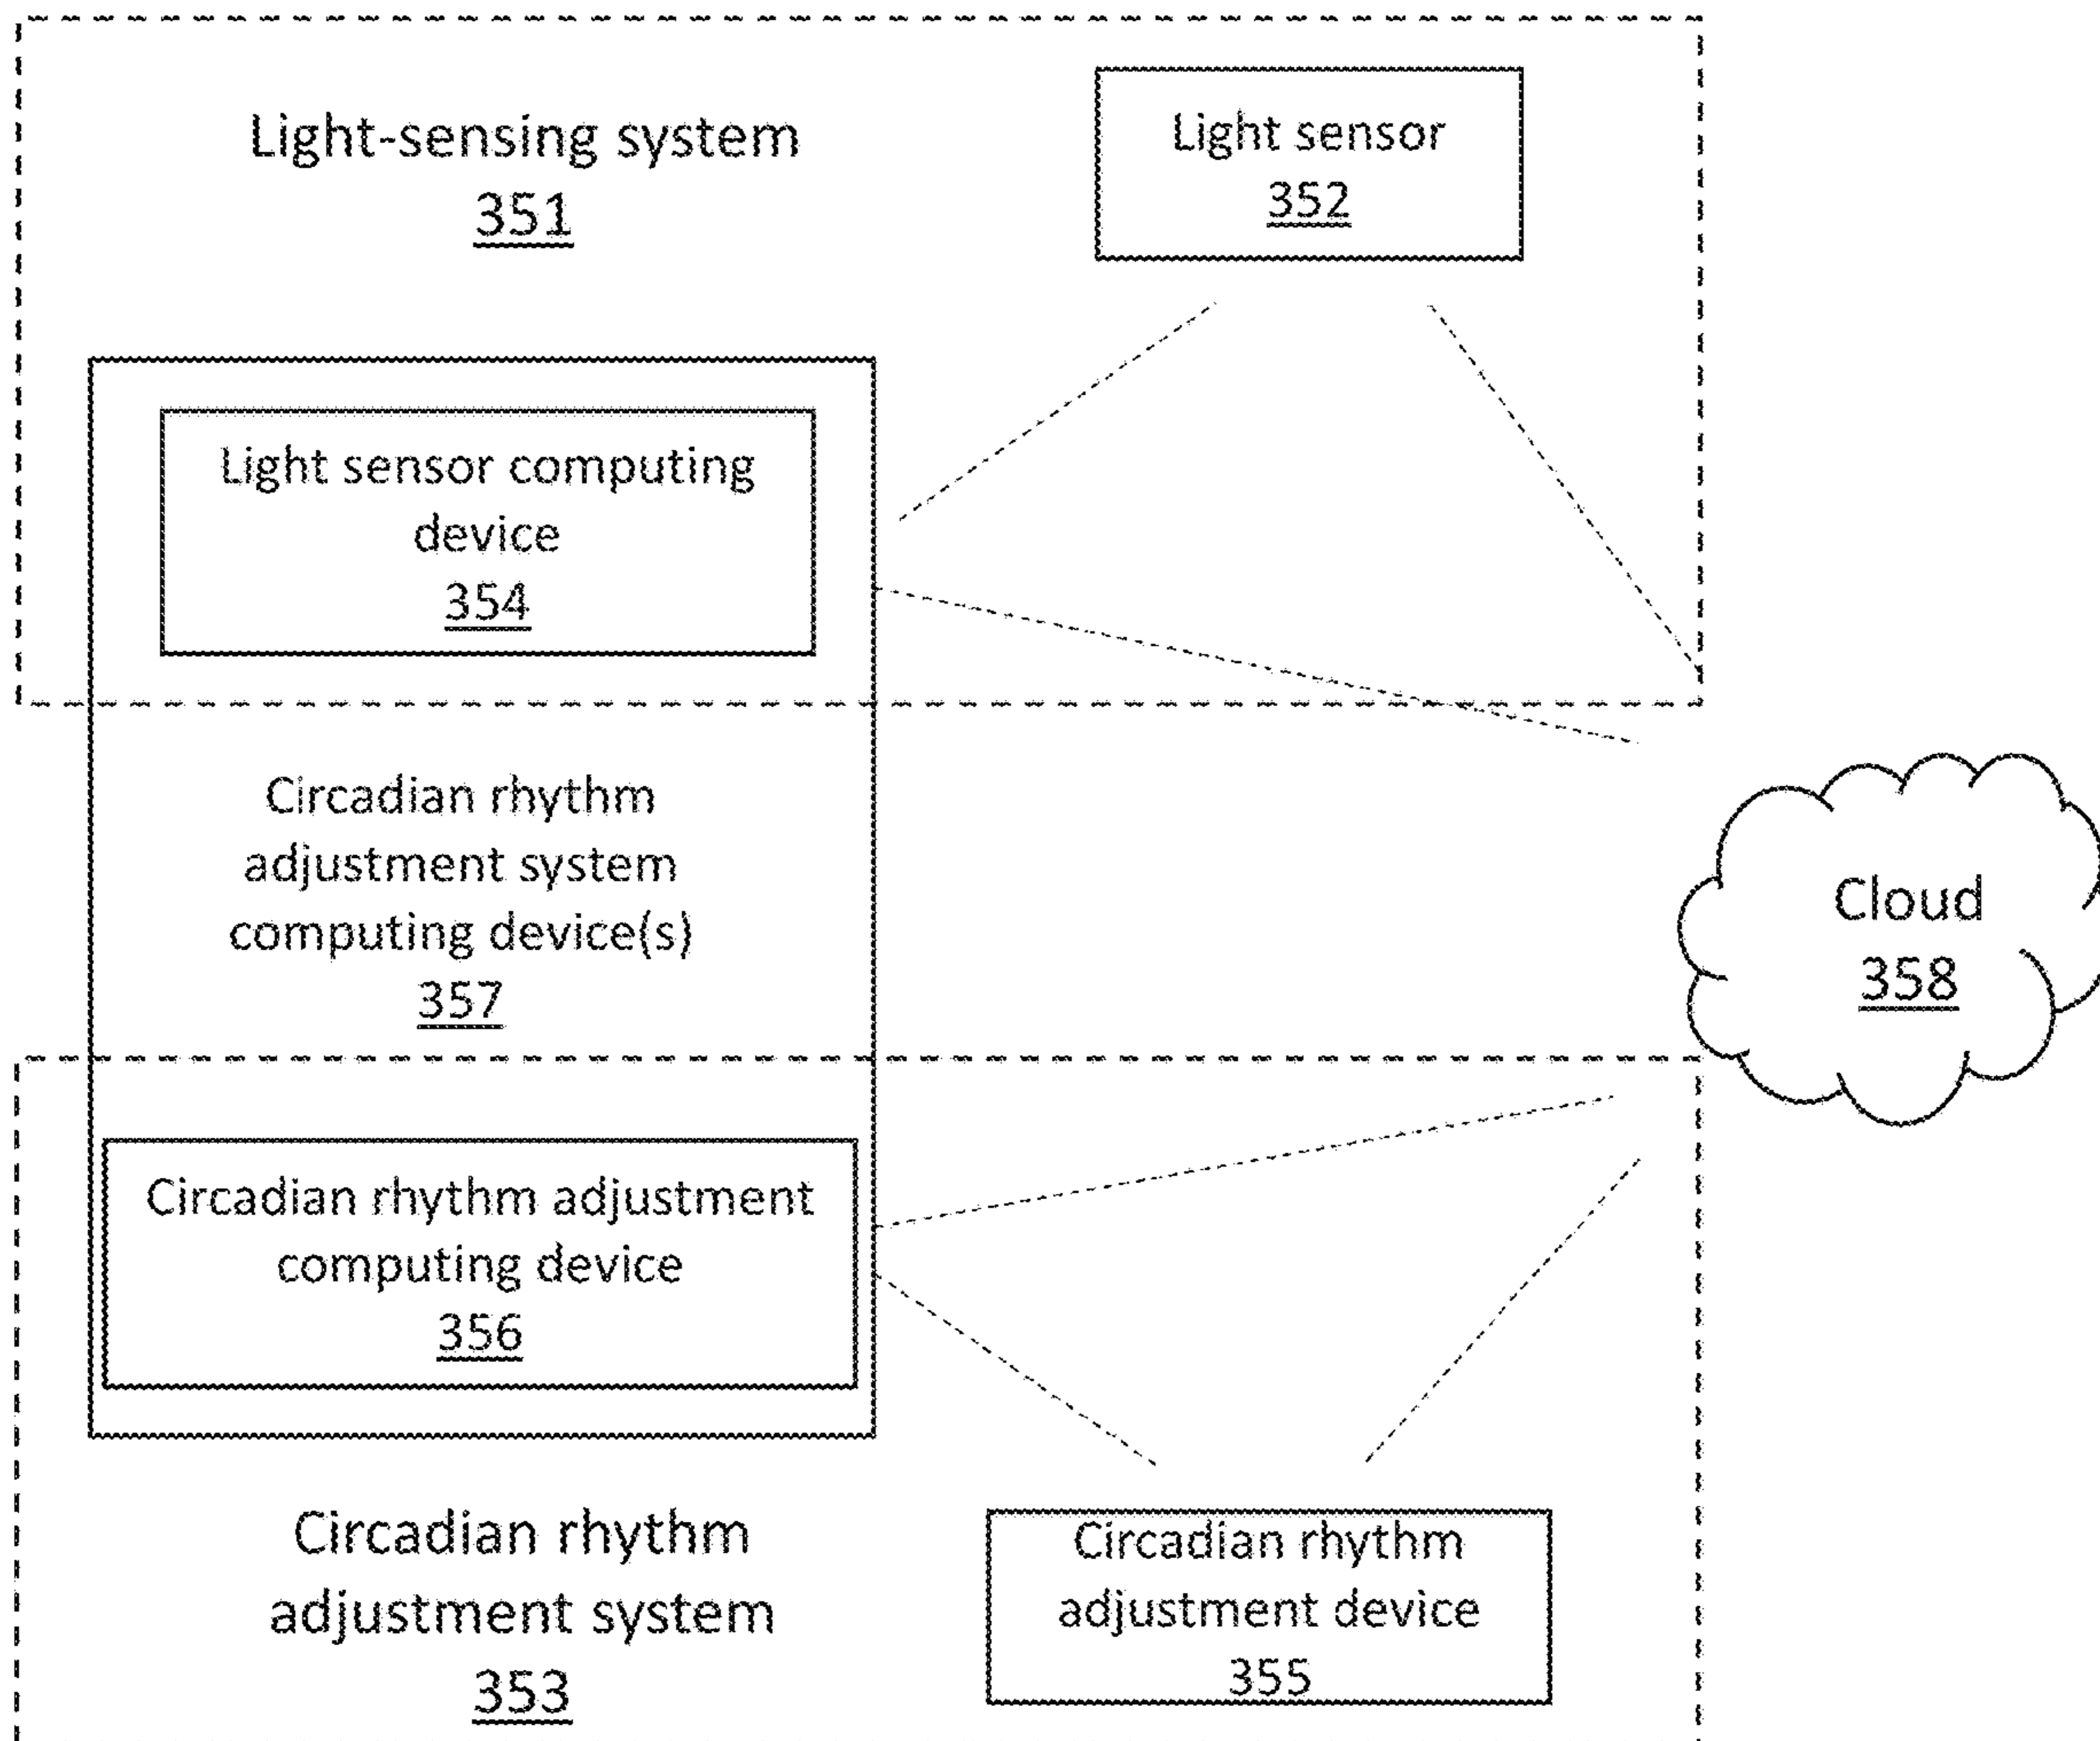 Light-sensing system
351
Light sensor
352
Light sensor computing
device
354
Circadian rhythm
adjustment system
computing device(s)
357
Cloud
358
Circadian rhythm adjustment
computing device
356
Circadian rhythm
adjustment system
353
Circadian rhythm
adjustment device
355